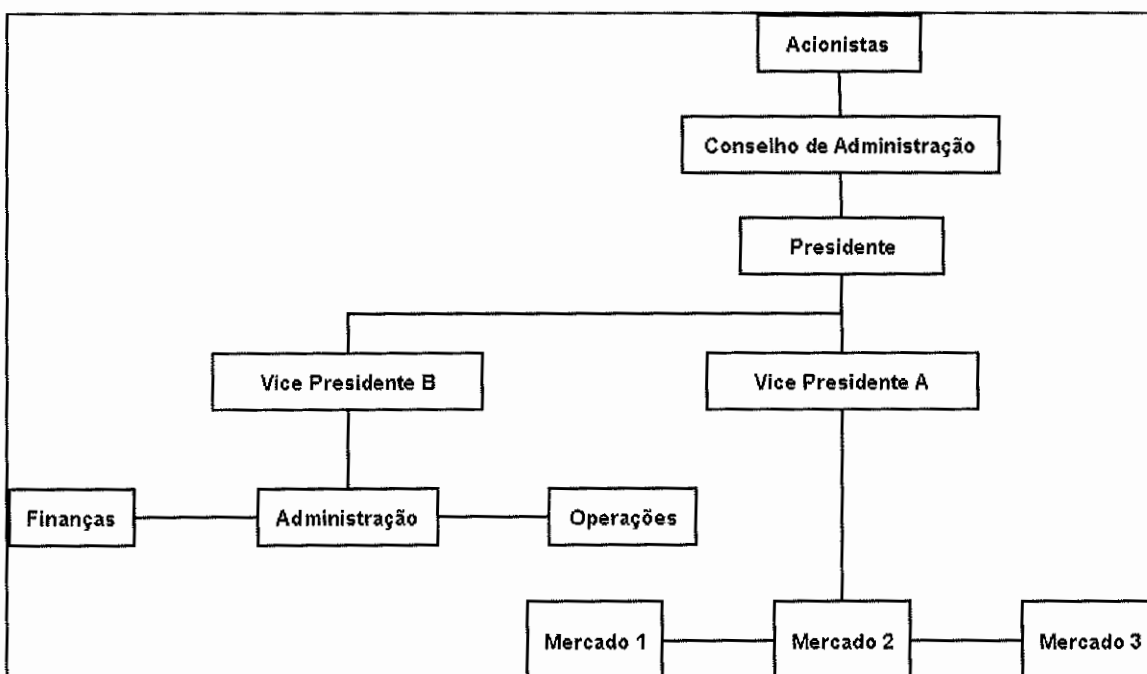 Acionistas
Conselho de Administração
Presidente
Vice Presidente B
Vice Presidente A
Finanças
Administração
Operações
Mercado 1
Mercado 2
Mercado 3